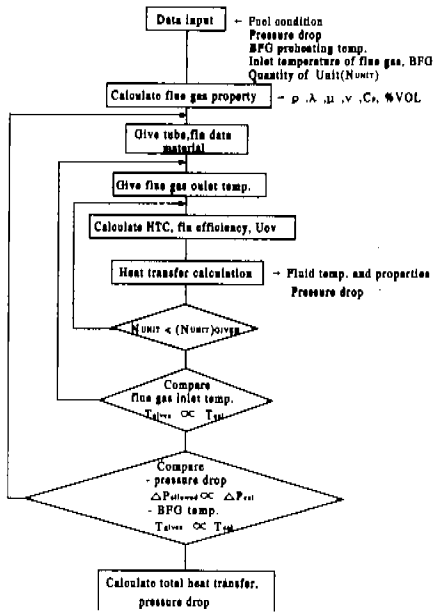 Data input
← Fuel condition
Pressure drop
BFG preheating temp.
Inlet temperature of flue gas, BFG
Quantity of Unit(NUNIT)
Calculate flue gas property
→ ρ ,λ ,μ ,ν ,Cₚ, %VOL
Give tube,fin data
material
Give flue gas oulet temp.
Calculate HTC, fin efficiency, Uov
Heat transfer calculation
→ Fluid temp. and properties
Pressure drop
NUNIT < (NUNIT)GIVEN
Compare
flue gas inlet temp.
Tgiven ∝ Tcal
Compare
- pressure drop
△Pallowed ∝ △Pcal
- BFG temp.
Tgiven ∝ Tcal
Calculate total heat transfer,
pressure drop